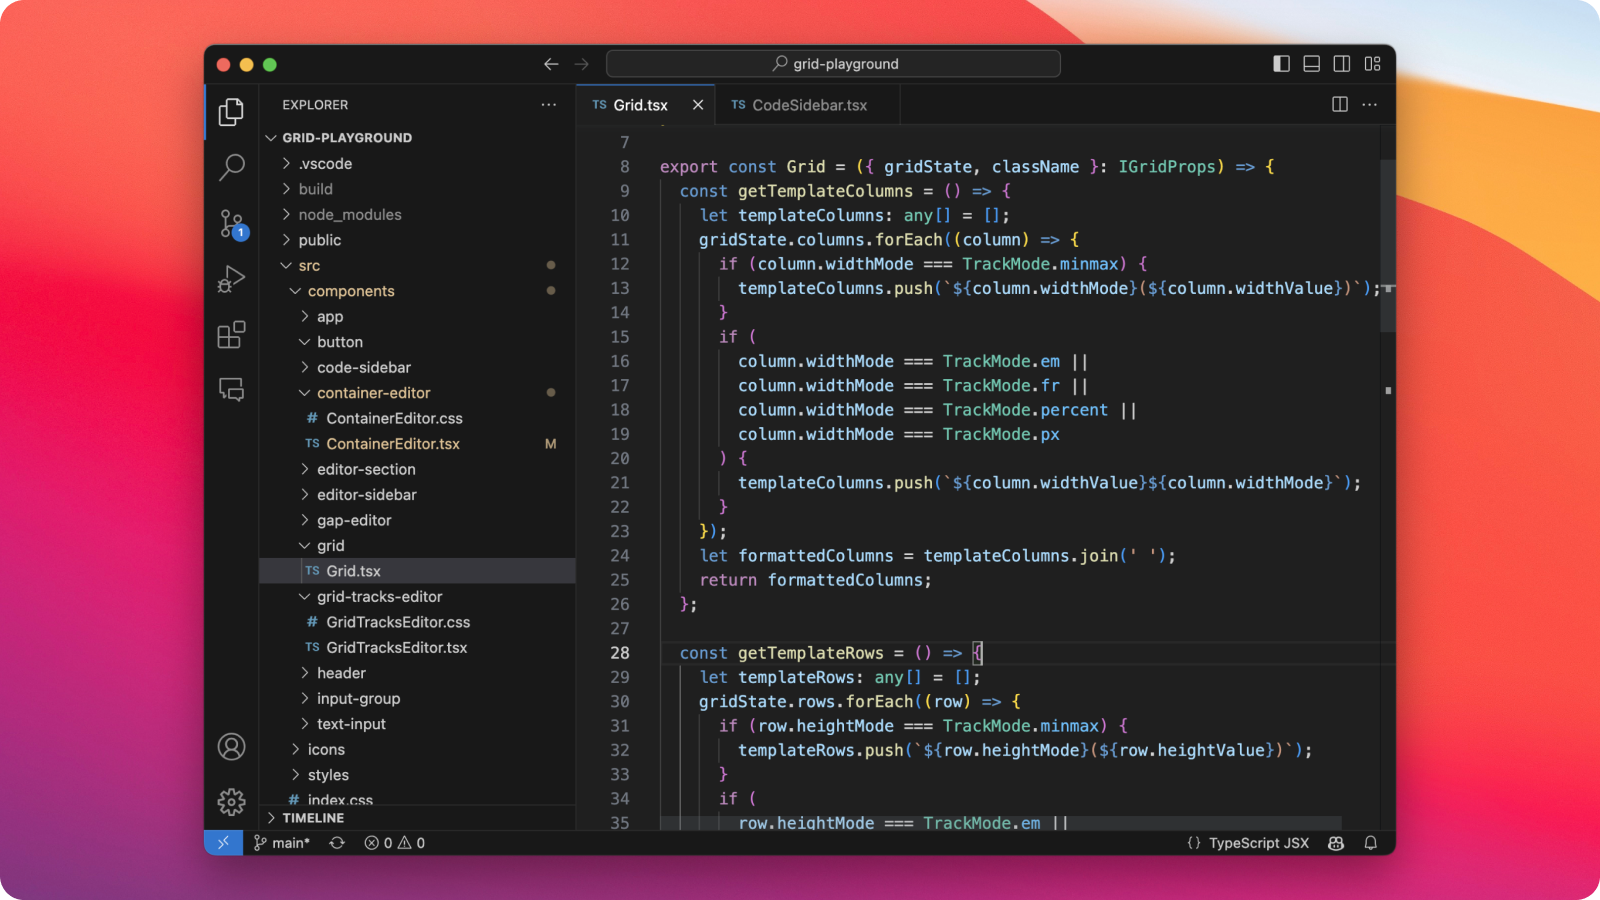 grid-playground
EXPLORER
GRID-PLAYGROUND
.vscode
build
node_modules
public
src
components
app
button
code-sidebar
container-editor
# ContainerEditor.css
TS ContainerEditor.tsx M
editor-section
editor-sidebar
gap-editor
grid
TS Grid.tsx
grid-tracks-editor
# GridTracksEditor.css
TS GridTracksEditor.tsx
header
input-group
text-input
icons
styles
# index.css
TIMELINE
1
TS Grid.tsx
TS CodeSidebar.tsx
7
8 export const Grid = ({ gridState, className }: IGridProps) => {
9 const getTemplateColumns = () => {
10 let templateColumns: any[] = [];
11 gridState.columns.forEach((column) => {
12 if (column.widthMode === TrackMode.minmax) {
13 templateColumns.push(`${column.widthMode}(${column.widthValue})`);
14 }
15 if (
16 column.widthMode === TrackMode.em ||
17 column.widthMode === TrackMode.fr ||
18 column.widthMode === TrackMode.percent ||
19 column.widthMode === TrackMode.px
20 ) {
21 templateColumns.push(`${column.widthValue}${column.widthMode}`);
22 }
23 });
24 let formattedColumns = templateColumns.join(' ');
25 return formattedColumns;
26 };
27
28 const getTemplateRows = () => {
29 let templateRows: any[] = [];
30 gridState.rows.forEach((row) => {
31 if (row.heightMode === TrackMode.minmax) {
32 templateRows.push(`${row.heightMode}(${row.heightValue})`);
33 }
34 if (
35 row.heightMode === TrackMode.em ||
main* 0 0
{} TypeScript JSX